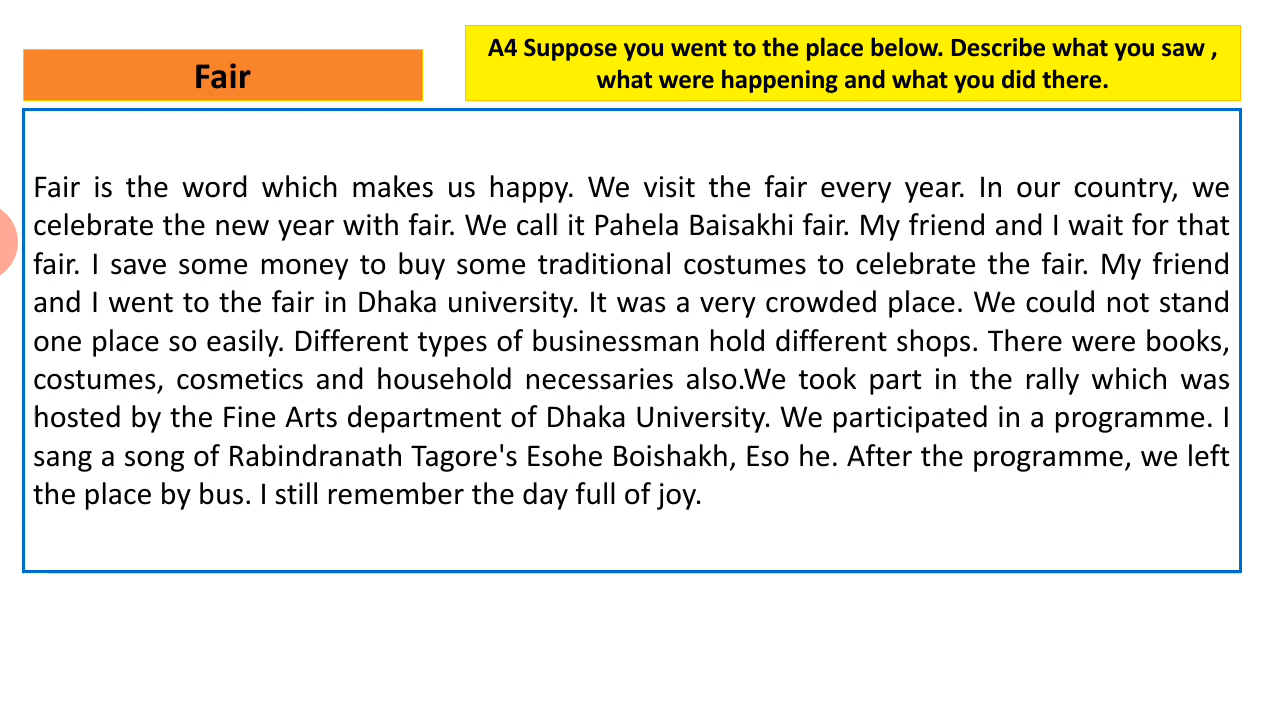 Fair
A4 Suppose you went to the place below. Describe what you saw ,
what were happening and what you did there.
Fair is the word which makes us happy. We visit the fair every year. In our country, we
celebrate the new year with fair. We call it Pahela Baisakhi fair. My friend and I wait for that
fair. I save some money to buy some traditional costumes to celebrate the fair. My friend
and I went to the fair in Dhaka university. It was a very crowded place. We could not stand
one place so easily. Different types of businessman hold different shops. There were books,
costumes, cosmetics and household necessaries also.We took part in the rally which was
hosted by the Fine Arts department of Dhaka University. We participated in a programme. I
sang a song of Rabindranath Tagore's Esohe Boishakh, Eso he. After the programme, we left
the place by bus. I still remember the day full of joy.